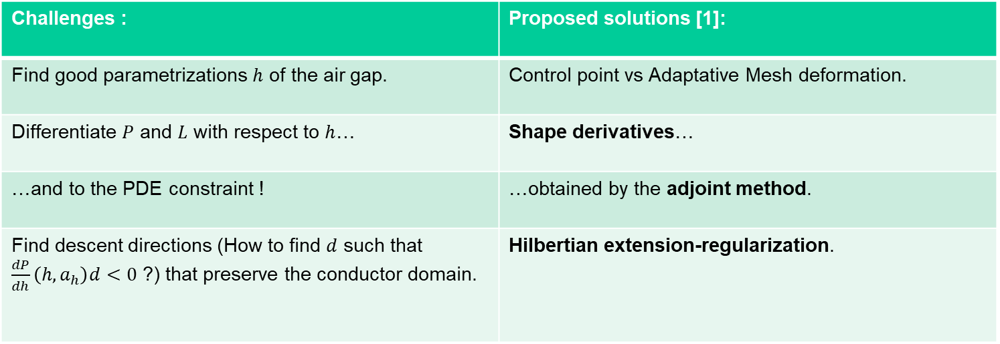 Challenges :
Proposed solutions [1]:
Find good parametrizations ℎ of the air gap.
Control point vs Adaptative Mesh deformation.
Differentiate 𝑃 and 𝐿 with respect to ℎ…
Shape derivatives…
…and to the PDE constraint !
…obtained by the adjoint method.
Find descent directions (How to find 𝑑 such that
𝑑𝑃/𝑑ℎ (ℎ, 𝑎ₕ)𝑑 < 0 ?) that preserve the conductor domain.
Hilbertian extension-regularization.